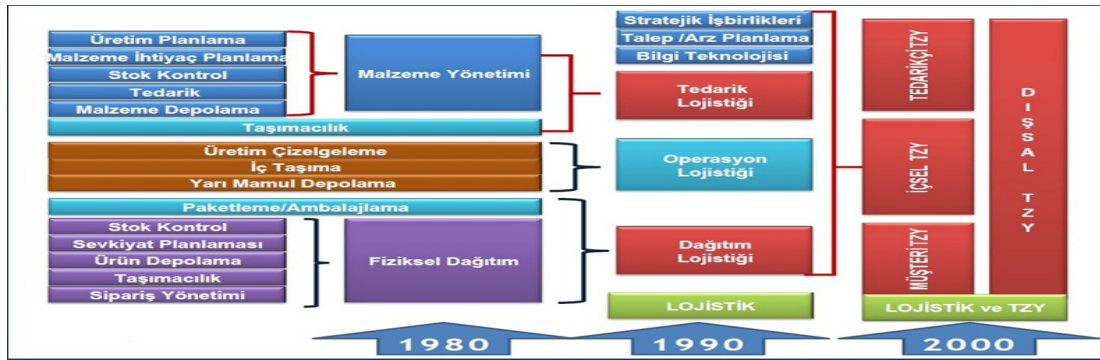 Üretim Planlama
Malzeme İhtiyaç Planlama
Stok Kontrol
Tedarik
Malzeme Depolama
Taşımacılık
Üretim Çizelgeleme
İç Taşıma
Yarı Mamul Depolama
Paketleme/Ambalajlama
Stok Kontrol
Sevkiyat Planlaması
Ürün Depolama
Taşımacılık
Sipariş Yönetimi
Malzeme Yönetimi
Fiziksel Dağıtım
Stratejik İşbirlikleri
Talep /Arz Planlama
Bilgi Teknolojisi
Tedarik
Lojistiği
Operasyon
Lojistiği
Dağıtım
Lojistiği
LOJİSTİK
TEDARİKÇİ TZY
İÇSEL TZY
MÜŞTERİ TZY
DIŞSAL TZY
LOJİSTİK ve TZY
1980
1990
2000